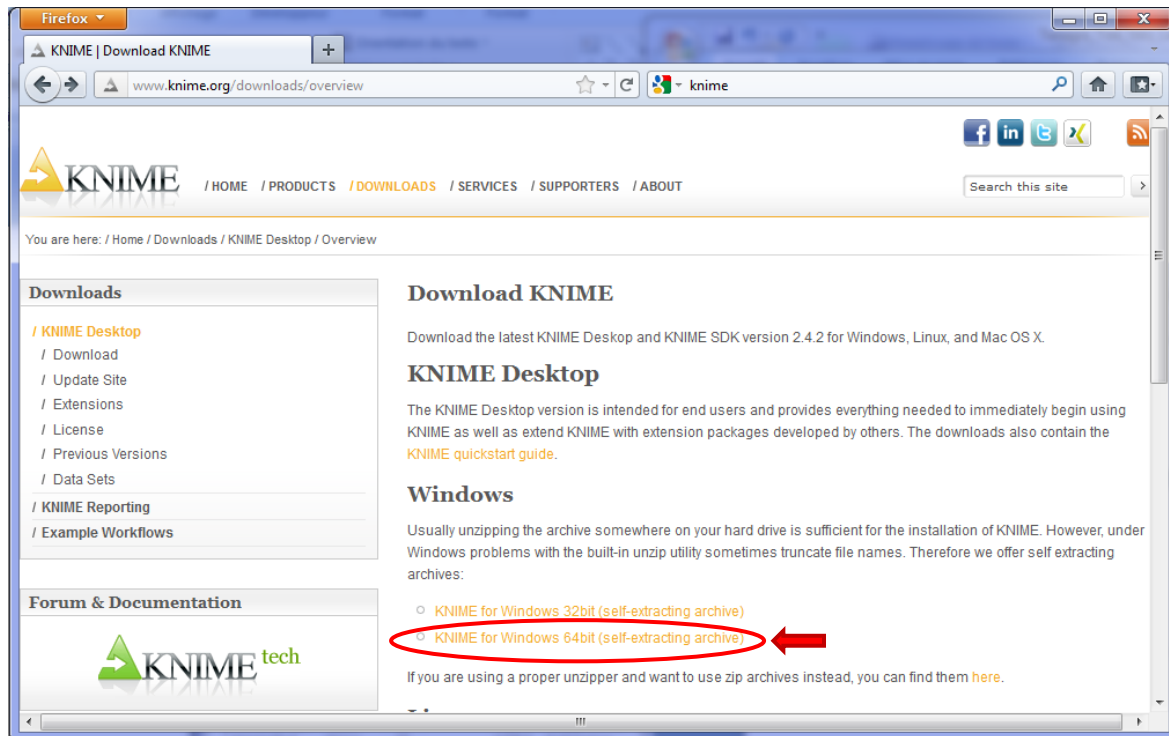 Firefox
KNIME | Download KNIME
www.knime.org/downloads/overview
knime
KNIME
/ HOME / PRODUCTS / DOWNLOADS / SERVICES / SUPPORTERS / ABOUT
Search this site
You are here: / Home / Downloads / KNIME Desktop / Overview
Downloads
/ KNIME Desktop
/ Download
/ Update Site
/ Extensions
/ License
/ Previous Versions
/ Data Sets
/ KNIME Reporting
/ Example Workflows
Forum & Documentation
KNIME tech
Download KNIME
Download the latest KNIME Deskop and KNIME SDK version 2.4.2 for Windows, Linux, and Mac OS X.
KNIME Desktop
The KNIME Desktop version is intended for end users and provides everything needed to immediately begin using
KNIME as well as extend KNIME with extension packages developed by others. The downloads also contain the
KNIME quickstart guide.
Windows
Usually unzipping the archive somewhere on your hard drive is sufficient for the installation of KNIME. However, under
Windows problems with the built-in unzip utility sometimes truncate file names. Therefore we offer self extracting
archives:
KNIME for Windows 32bit (self-extracting archive)
KNIME for Windows 64bit (self-extracting archive)
If you are using a proper unzipper and want to use zip archives instead, you can find them here.